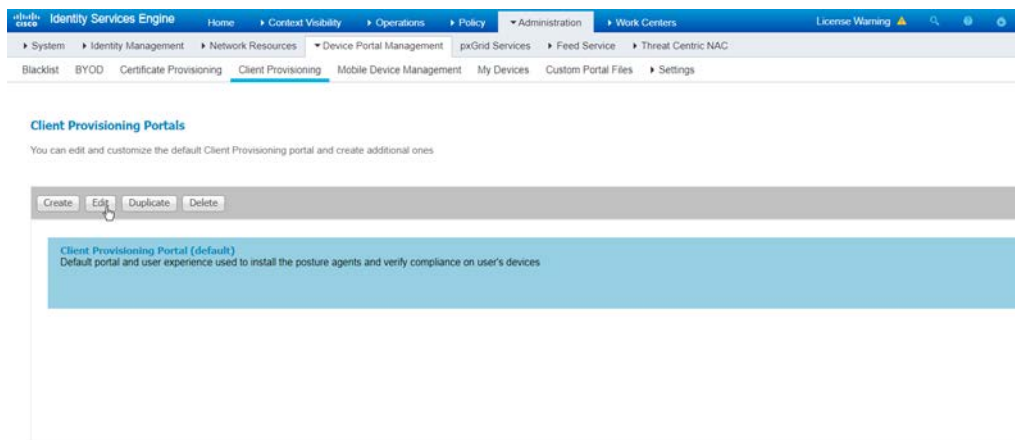 cisco Identity Services Engine Home Context Visibility Operations Policy Administration Work Centers License Warning
System Identity Management Network Resources Device Portal Management pxGrid Services Feed Service Threat Centric NAC
Blacklist BYOD Certificate Provisioning Client Provisioning Mobile Device Management My Devices Custom Portal Files Settings
Client Provisioning Portals
You can edit and customize the default Client Provisioning portal and create additional ones
Create Edit Duplicate Delete
Client Provisioning Portal (default)
Default portal and user experience used to install the posture agents and verify compliance on user's devices